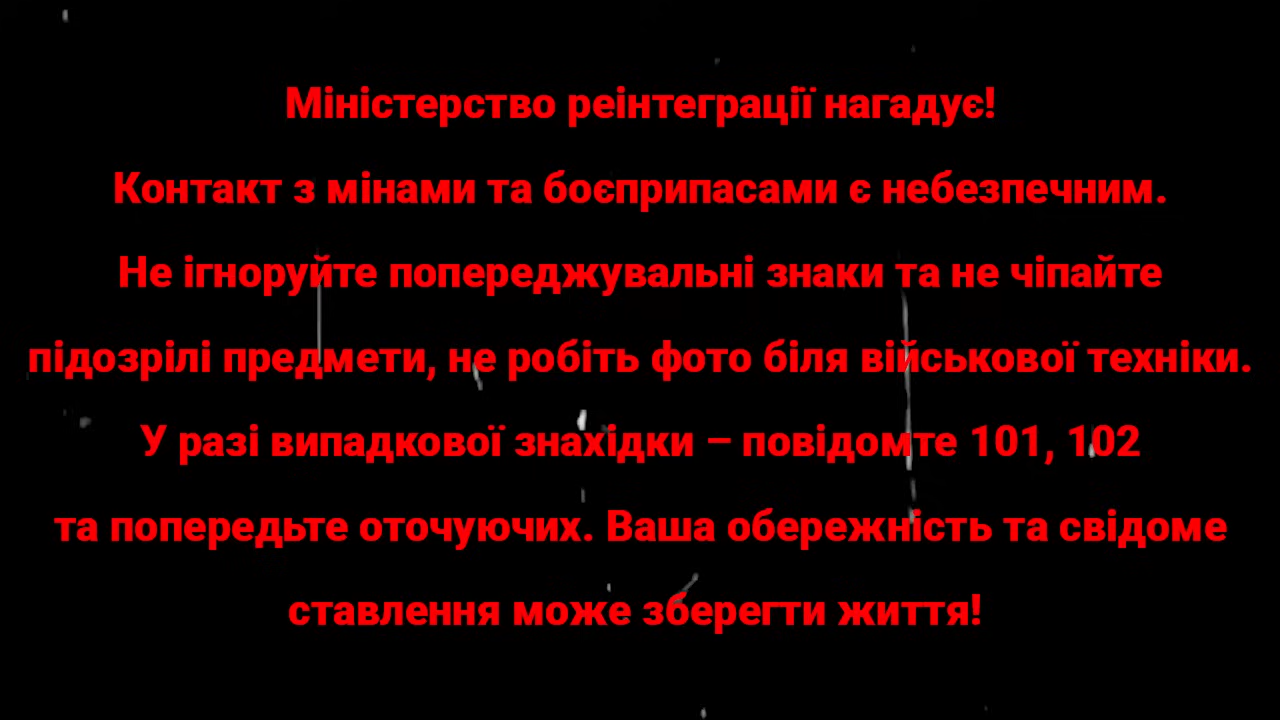 Міністерство реінтеграції нагадує!
Контакт з мінами та боєприпасами є небезпечним.
Не ігноруйте попереджувальні знаки та не чіпайте
підозрілі предмети, не робіть фото біля військової техніки.
У разі випадкової знахідки – повідомте 101, 102
та попередьте оточуючих. Ваша обережність та свідоме
ставлення може зберегти життя!